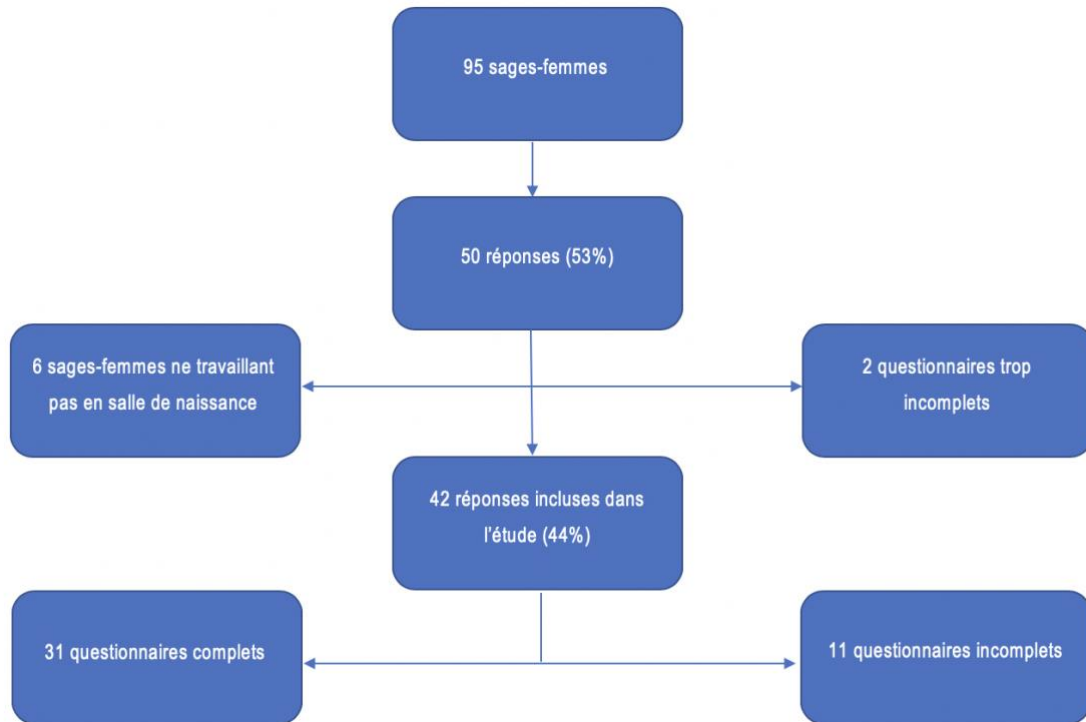 95 sages-femmes
50 réponses (53%)
6 sages-femmes ne travaillant
pas en salle de naissance
2 questionnaires trop
incomplets
42 réponses incluses dans
l'étude (44%)
31 questionnaires complets
11 questionnaires incomplets